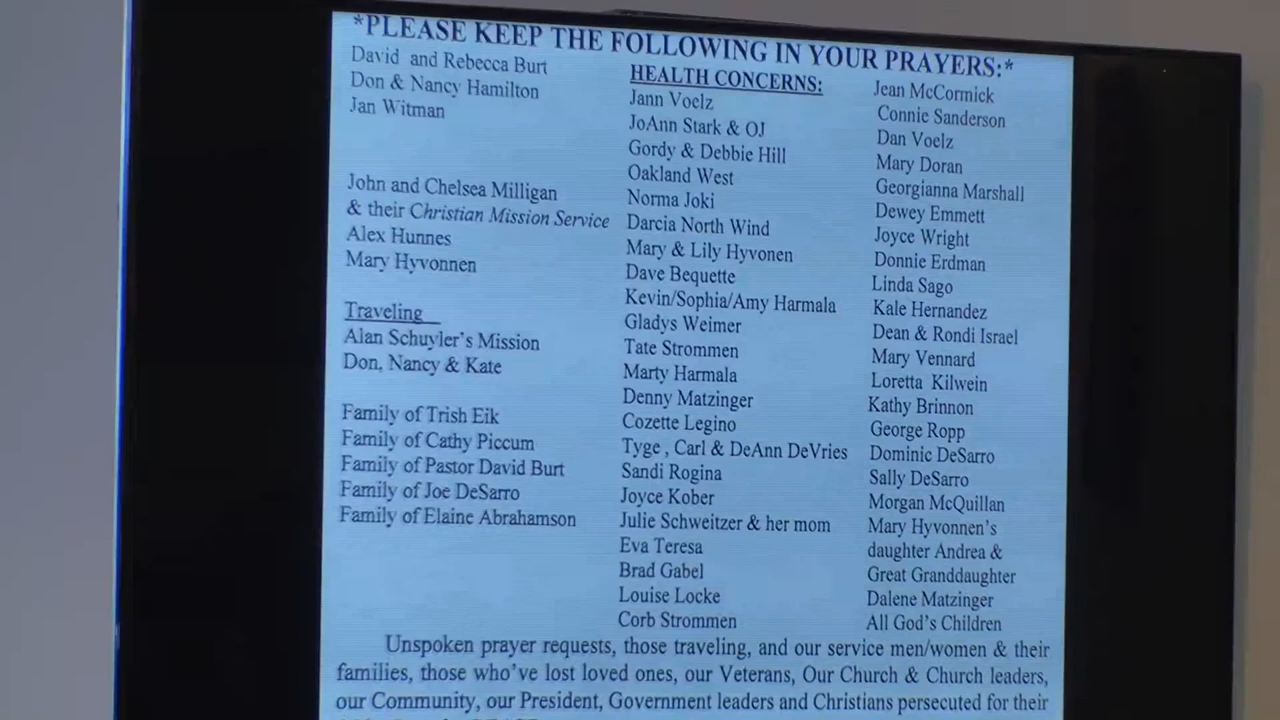 *PLEASE KEEP THE FOLLOWING IN YOUR PRAYERS:*
David and Rebecca Burt
Don & Nancy Hamilton
Jan Witman
John and Chelsea Milligan
& their Christian Mission Service
Alex Hunnes
Mary Hyvonnen
Traveling
Alan Schuyler's Mission
Don, Nancy & Kate
Family of Trish Eik
Family of Cathy Piccum
Family of Pastor David Burt
Family of Joe DeSarro
Family of Elaine Abrahamson
HEALTH CONCERNS:
Jann Voelz
JoAnn Stark & OJ
Gordy & Debbie Hill
Oakland West
Norma Joki
Darcia North Wind
Mary & Lily Hyvonen
Dave Bequette
Kevin/Sophia/Amy Harmala
Gladys Weimer
Tate Strommen
Marty Harmala
Denny Matzinger
Cozette Legino
Tyge , Carl & DeAnn DeVries
Sandi Rogina
Joyce Kober
Julie Schweitzer & her mom
Eva Teresa
Brad Gabel
Louise Locke
Corb Strommen
Jean McCormick
Connie Sanderson
Dan Voelz
Mary Doran
Georgianna Marshall
Dewey Emmett
Joyce Wright
Donnie Erdman
Linda Sago
Kale Hernandez
Dean & Rondi Israel
Mary Vennard
Loretta Kilwein
Kathy Brinnon
George Ropp
Dominic DeSarro
Sally DeSarro
Morgan McQuillan
Mary Hyvonnen's
daughter Andrea &
Great Granddaughter
Dalene Matzinger
All God's Children
Unspoken prayer requests, those traveling, and our service men/women & their
families, those who've lost loved ones, our Veterans, Our Church & Church leaders,
our Community, our President, Government leaders and Christians persecuted for their